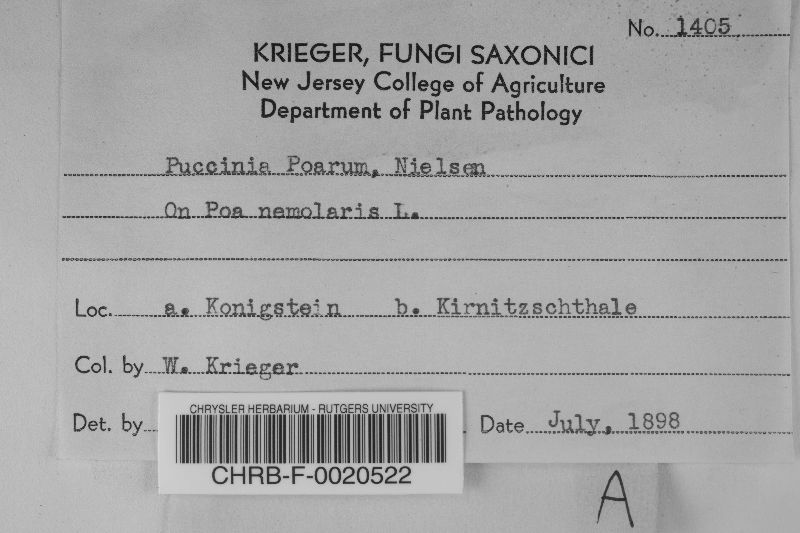 No. 1405
KRIEGER, FUNGI SAXONICI
New Jersey College of Agriculture
Department of Plant Pathology
Puccinia Poarum, Nielsen
On Poa nemolaris L.
Loc. a. Konigstein b. Kirnitzschthale
Col. by W. Krieger
Det. by Date July, 1898
CHRYSLER HERBARIUM - RUTGERS UNIVERSITY
CHRB-F-0020522
A